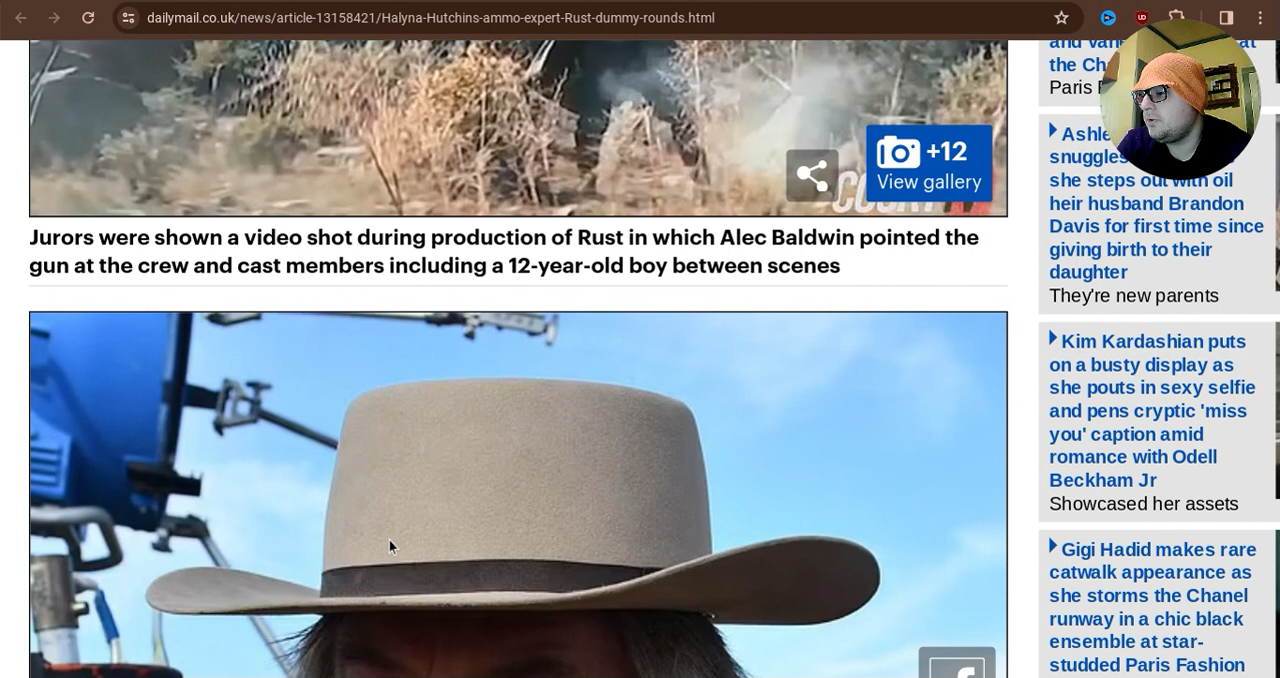 dailymail.co.uk/news/article-13158421/Halyna-Hutchins-ammo-expert-Rust-dummy-rounds.html
+12
View gallery
Jurors were shown a video shot during production of Rust in which Alec Baldwin pointed the
gun at the crew and cast members including a 12-year-old boy between scenes
the
Paris
snuggles
she steps out with oil
heir husband Brandon
Davis for first time since
giving birth to their
daughter
They're new parents
Kim Kardashian puts
on a busty display as
she pouts in sexy selfie
and pens cryptic 'miss
you' caption amid
romance with Odell
Beckham Jr
Showcased her assets
Gigi Hadid makes rare
catwalk appearance as
she storms the Chanel
runway in a chic black
ensemble at star-
studded Paris Fashion